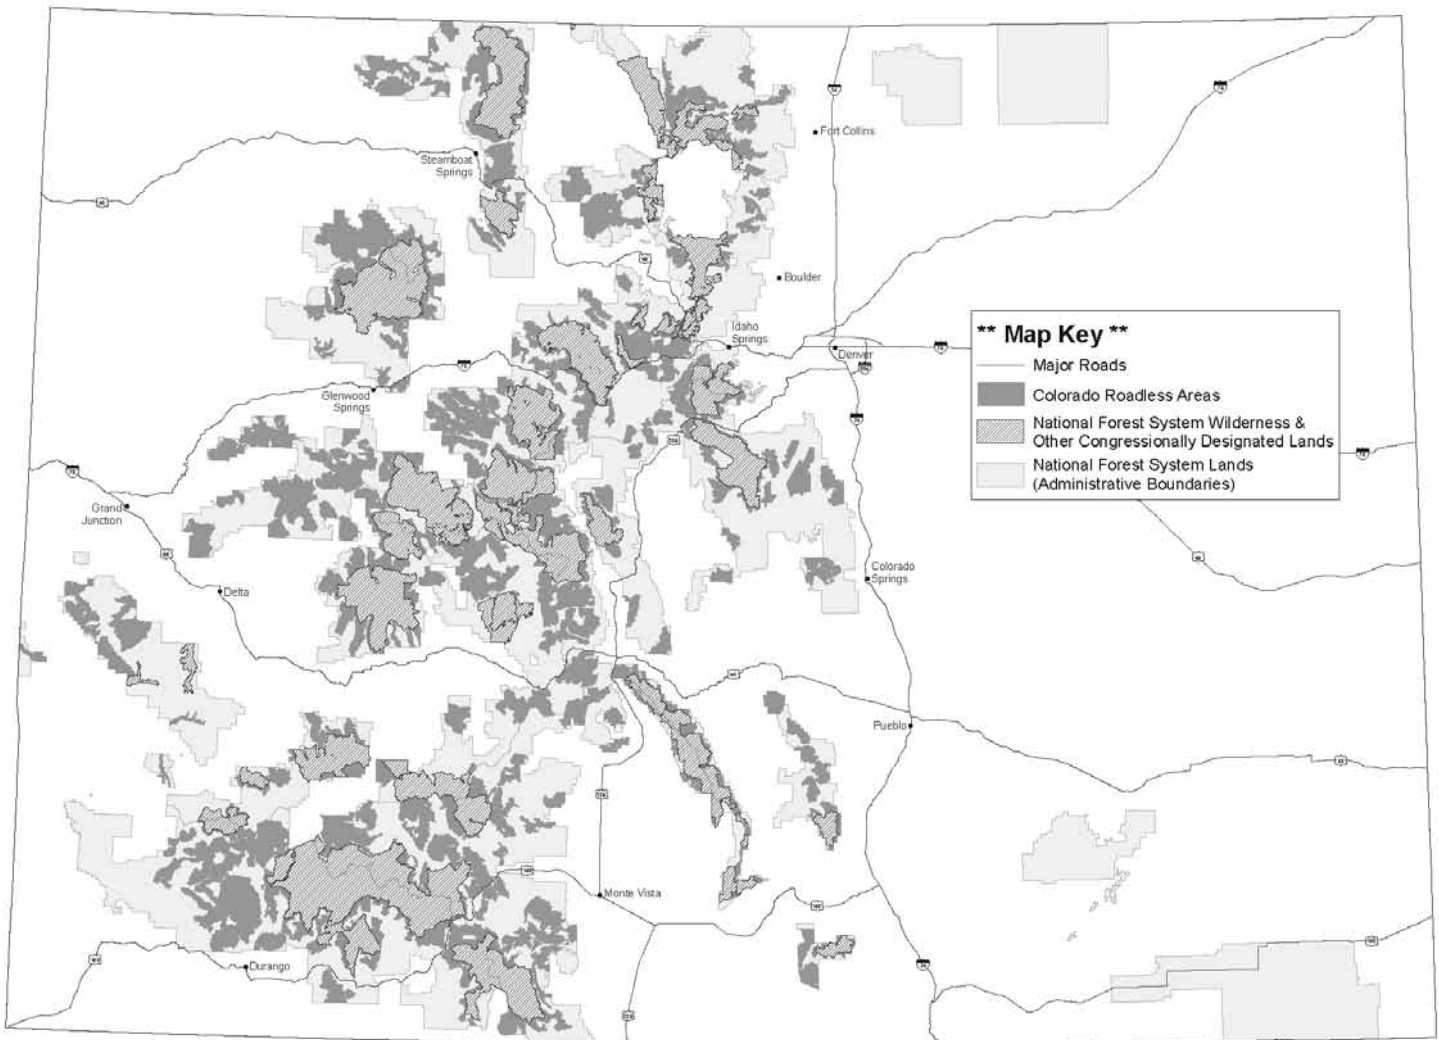 Fort Collins
Steamboat
Springs
Boulder
Idaho
Springs
Denver
** Map Key **
Major Roads
Colorado Roadless Areas
National Forest System Wilderness &
Other Congressionally Designated Lands
National Forest System Lands
(Administrative Boundaries)
Glenwood
Springs
Grand
Junction
Delta
Colorado
Springs
Pueblo
Monte Vista
Durango